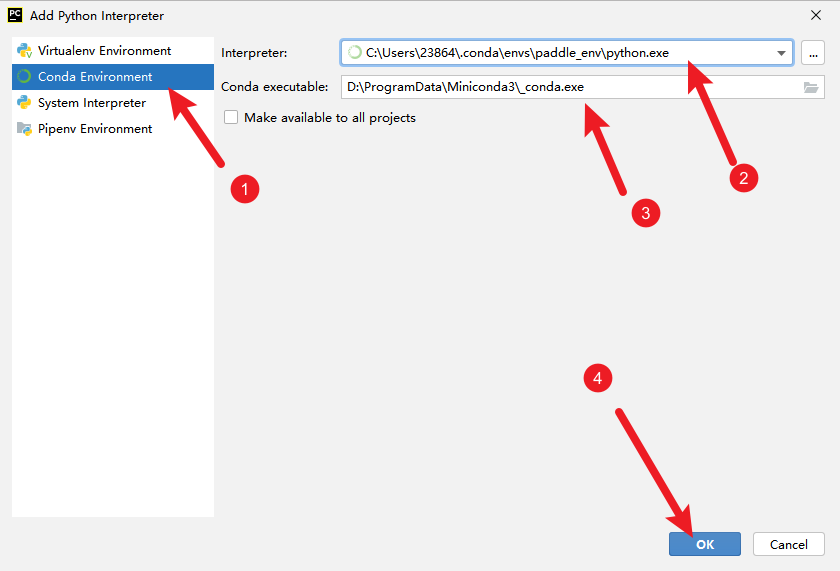 PC Add Python Interpreter
Virtualenv Environment
Conda Environment
System Interpreter
Pipenv Environment
Interpreter: C:\Users\23864\.conda\envs\paddle_env\python.exe ...
Conda executable: D:\ProgramData\Miniconda3\_conda.exe
Make available to all projects
1
2
3
4
OK Cancel